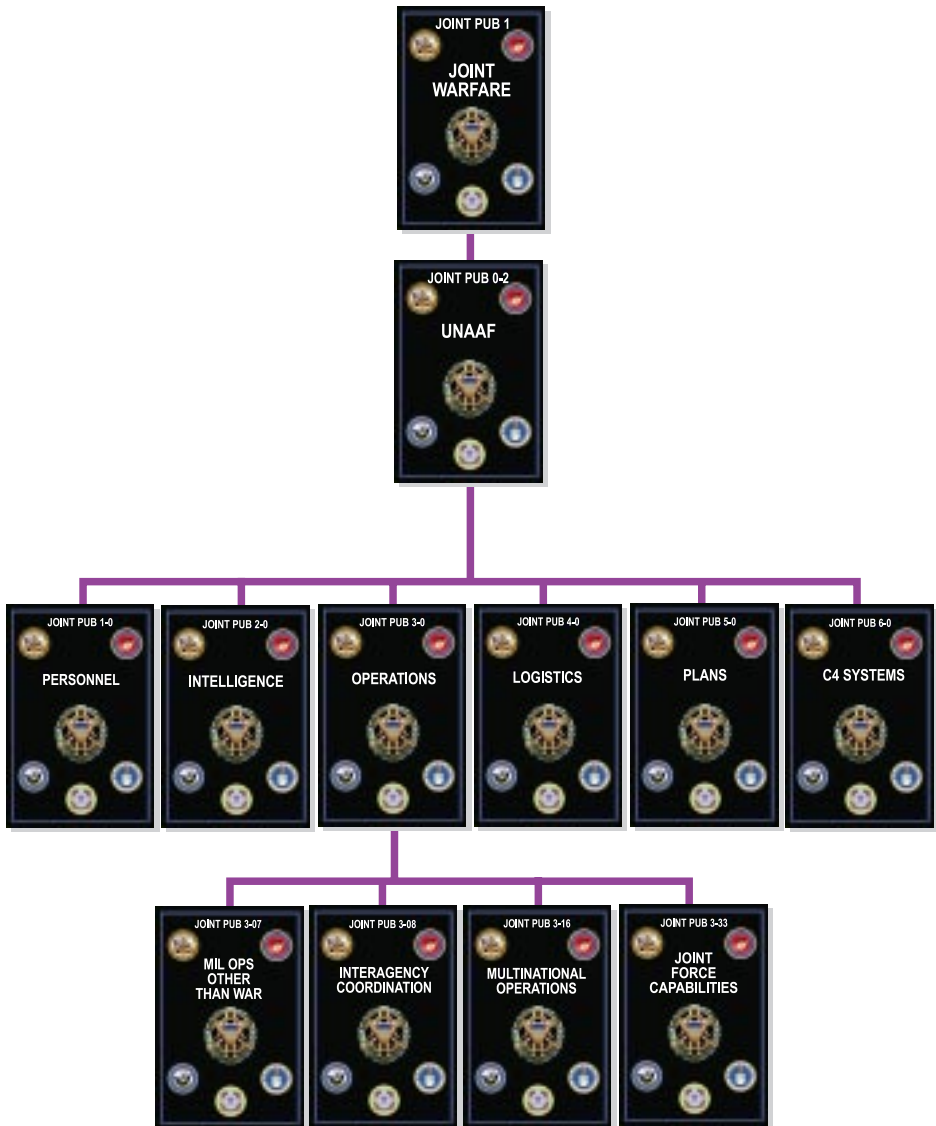 JOINT PUB 1
JOINT
WARFARE
JOINT PUB 0-2
UNAAF
JOINT PUB 1-0
PERSONNEL
JOINT PUB 2-0
INTELLIGENCE
JOINT PUB 3-0
OPERATIONS
JOINT PUB 4-0
LOGISTICS
JOINT PUB 5-0
PLANS
JOINT PUB 6-0
C4 SYSTEMS
JOINT PUB 3-07
MIL OPS
OTHER
THAN WAR
JOINT PUB 3-08
INTERAGENCY
COORDINATION
JOINT PUB 3-16
MULTINATIONAL
OPERATIONS
JOINT PUB 3-33
JOINT
FORCE
CAPABILITIES